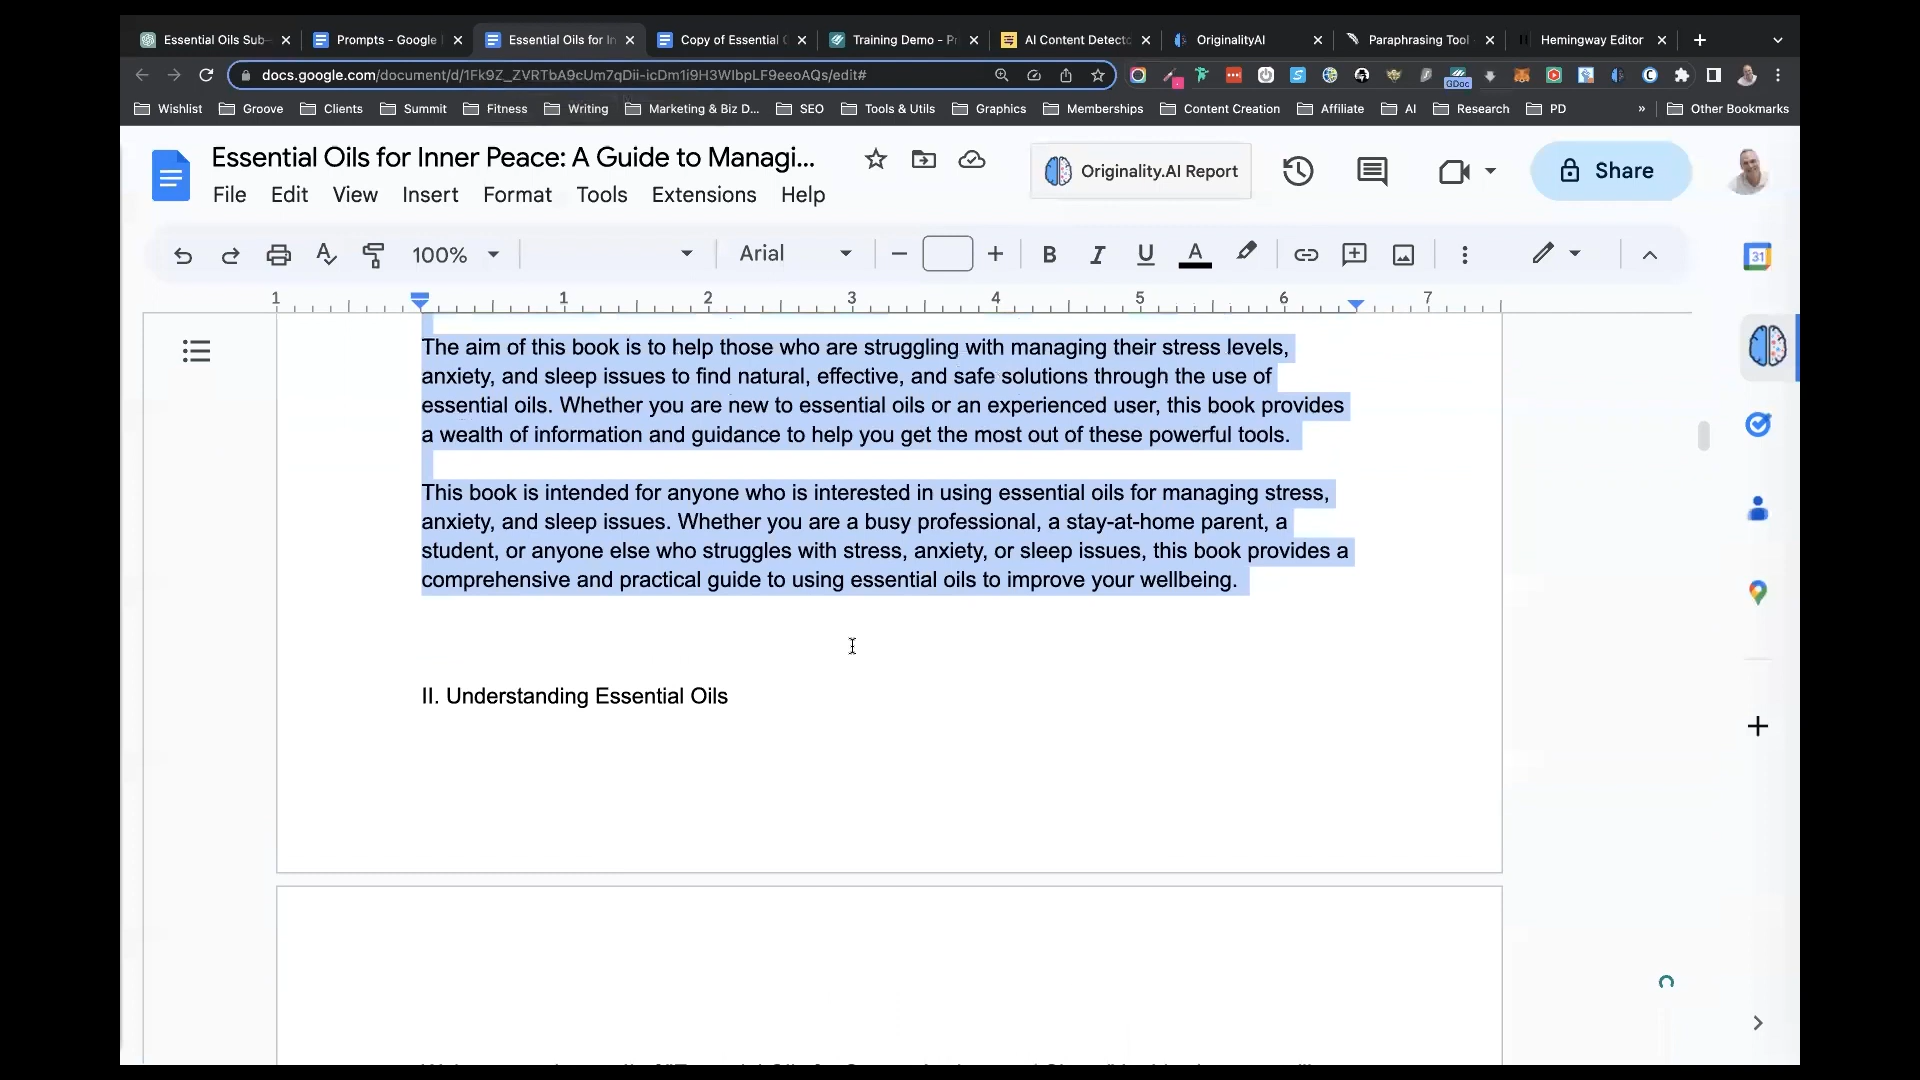 Essential Oils Sub-
Prompts - Google
Essential Oils for In
Copy of Essential
Training Demo - P
AI Content Detect
OriginalityAI
Paraphrasing Tool
Hemingway Editor
docs.google.com/document/d/1Fk9Z_ZVRTbA9cUm7qDii-icDm1i9H3WIbpLF9eeoAQs/edit#
GDoc
Wishlist
Groove
Clients
Summit
Fitness
Writing
Marketing & Biz D...
SEO
Tools & Utils
Graphics
Memberships
Content Creation
Affiliate
AI
Research
PD
»
Other Bookmarks
Essential Oils for Inner Peace: A Guide to Managi...
Originality.AI Report
Share
File Edit View Insert Format Tools Extensions Help
100%
Arial
B I U A
31
1 1 2 3 4 5 6 7
The aim of this book is to help those who are struggling with managing their stress levels,
anxiety, and sleep issues to find natural, effective, and safe solutions through the use of
essential oils. Whether you are new to essential oils or an experienced user, this book provides
a wealth of information and guidance to help you get the most out of these powerful tools.
This book is intended for anyone who is interested in using essential oils for managing stress,
anxiety, and sleep issues. Whether you are a busy professional, a stay-at-home parent, a
student, or anyone else who struggles with stress, anxiety, or sleep issues, this book provides a
comprehensive and practical guide to using essential oils to improve your wellbeing.
II. Understanding Essential Oils